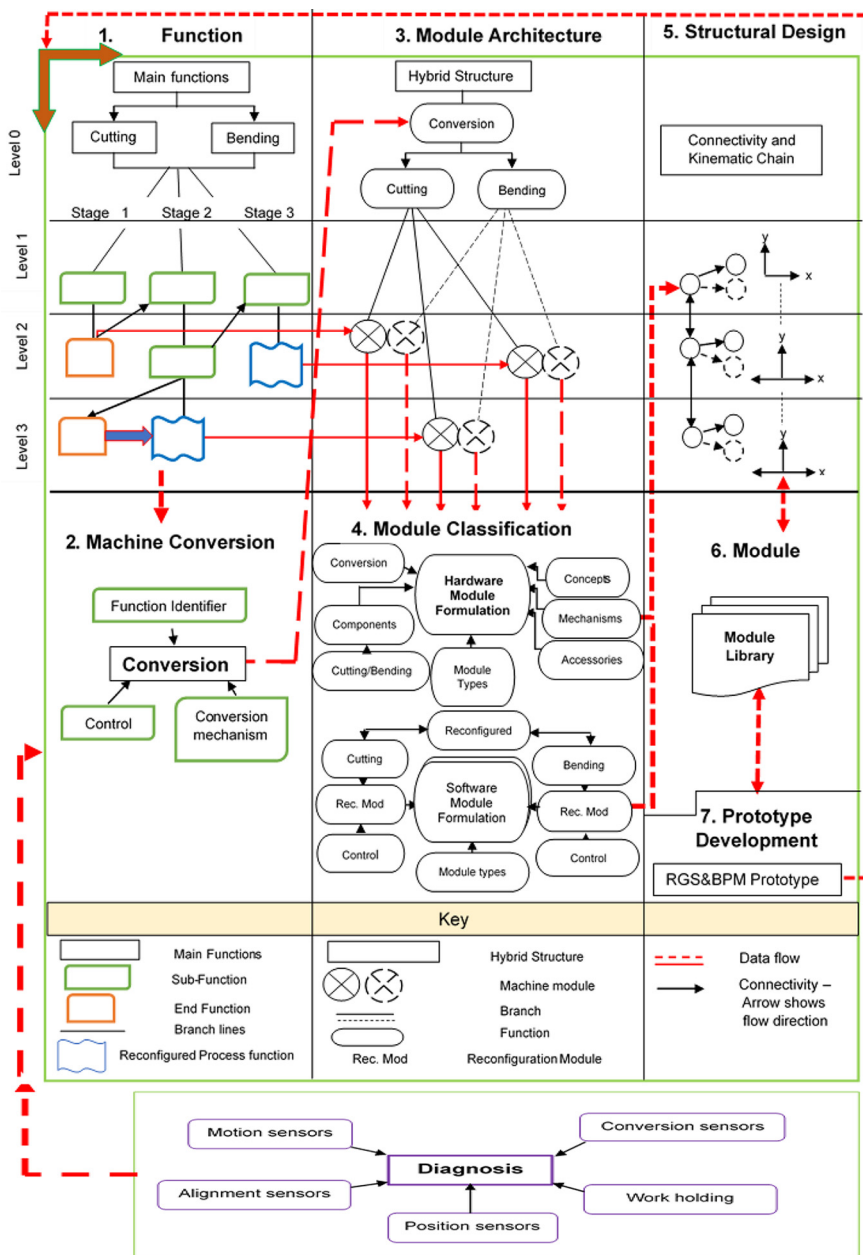 1. Function
3. Module Architecture
5. Structural Design
Level 0
Main functions
Cutting
Bending
Hybrid Structure
Conversion
Cutting
Bending
Connectivity and
Kinematic Chain
Stage 1
Stage 2
Stage 3
Level 1
y
x
Level 2
y
x
Level 3
y
x
2. Machine Conversion
Function Identifier
Conversion
Control
Conversion
mechanism
4. Module Classification
Conversion
Hardware
Module
Formulation
Concepts
Components
Mechanisms
Cutting/Bending
Module
Types
Accessories
Reconfigured
Cutting
Bending
Rec. Mod
Software
Module
Formulation
Rec. Mod
Control
Module types
Control
6. Module
Module
Library
7. Prototype
Development
RGS&BPM Prototype
Key
Main Functions
Sub-Function
End Function
Branch lines
Reconfigured Process function
Hybrid Structure
Machine module
Branch
Function
Rec. Mod
Reconfiguration Module
Data flow
Connectivity –
Arrow shows
flow direction
Motion sensors
Conversion sensors
Diagnosis
Alignment sensors
Work holding
Position sensors